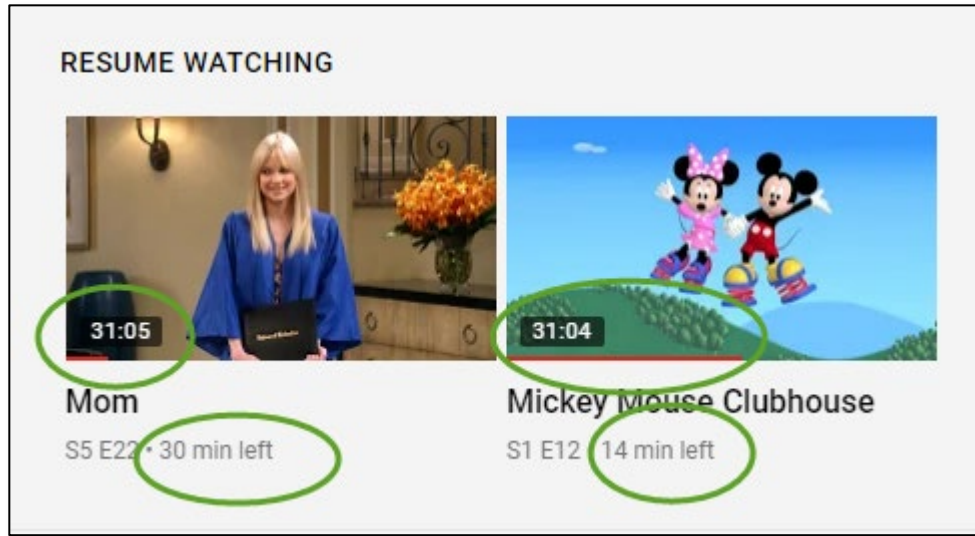 RESUME WATCHING
31:05
31:04
Mom
Mickey Mouse Clubhouse
S5 E22 • 30 min left
S1 E12 • 14 min left